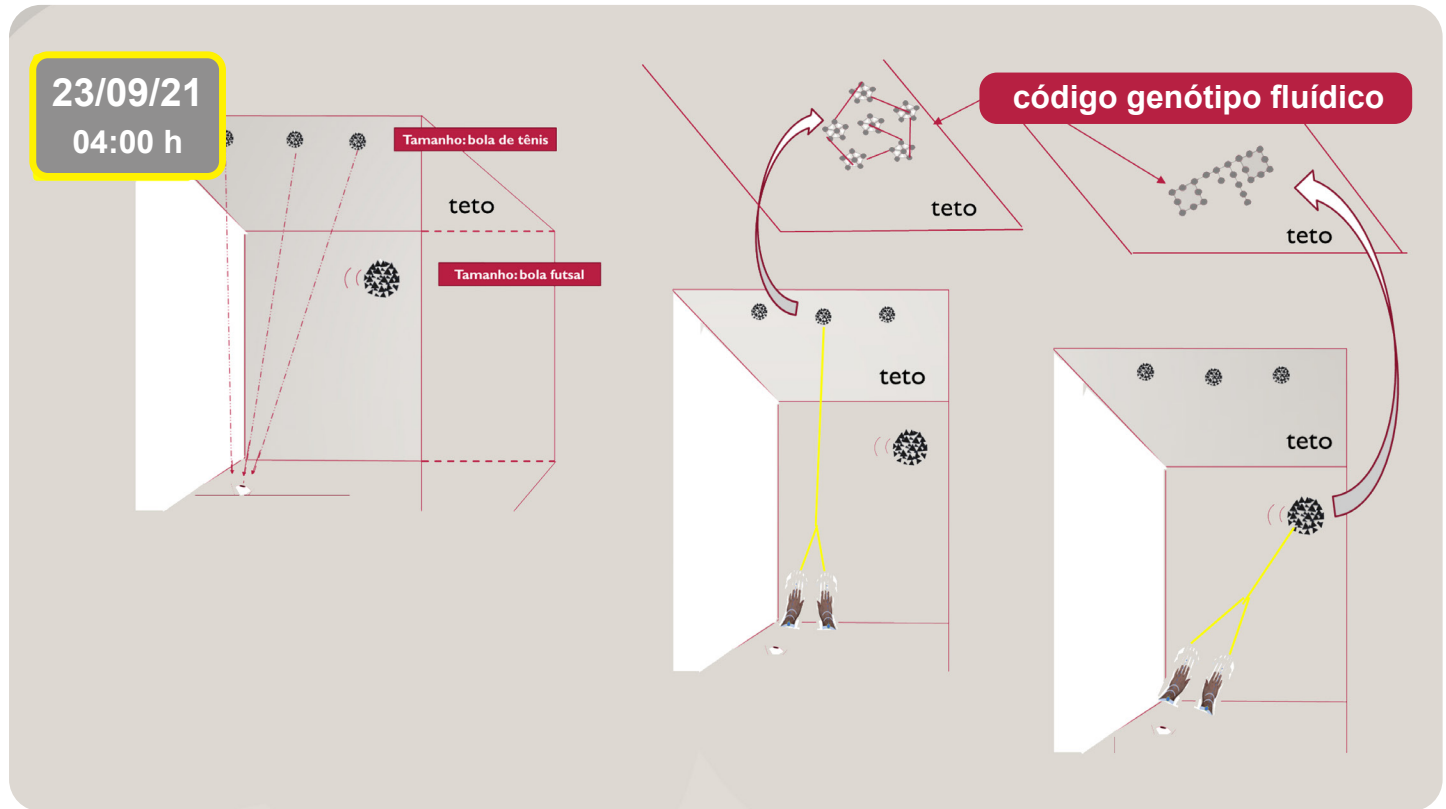 23/09/21
04:00 h
código genótipo fluídico
Tamanho: bola de tênis
teto
teto
teto
Tamanho: bola futsal
teto
teto